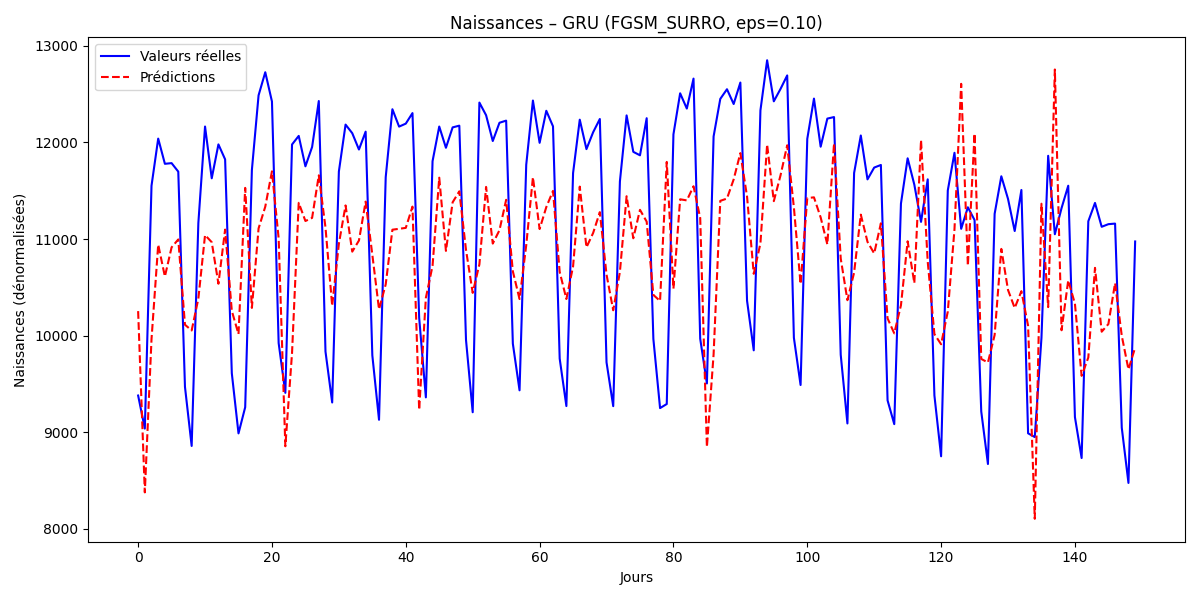 Naissances – GRU (FGSM_SURRO, eps=0.10)
Valeurs réelles
Prédictions
Naissances (dénormalisées)
13000
12000
11000
10000
9000
8000
0 20 40 60 80 100 120 140
Jours